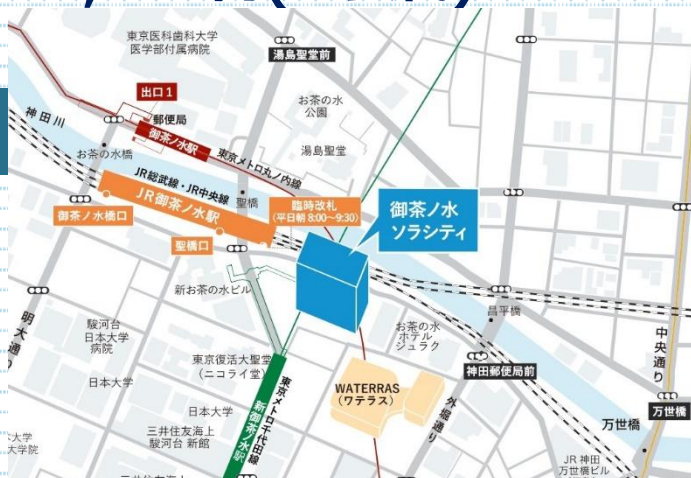 東京医科歯科大学
医学部付属病院
湯島聖堂前
出口1
郵便局
お茶の水
公園
神田川
御茶ノ水駅
東京メトロ丸ノ内線
湯島聖堂
お茶の水橋
JR総武線・JR中央線
聖橋
JR御茶ノ水駅
臨時改札
(平日朝 8:00〜9:30)
御茶ノ水
ソラシティ
御茶ノ水橋口
聖橋口
新お茶の水ビル
昌平橋
明大通り
駿河台
日本大学
病院
お茶の水
ホテル
ジュラク
中央通り
東京復活大聖堂
(ニコライ堂)
神田郵便局前
日本大学
WATERRAS
(ワテラス)
東京メトロ千代田線
新御茶ノ水駅
外堀通り
万世橋
日本大学
万世橋
三井住友海上
駿河台 新館
大学
大学院
JR 神田
万世橋ビル